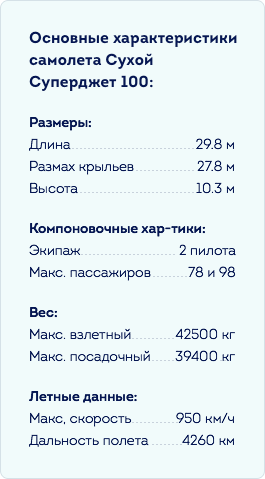 Основные характеристики
самолета Сухой
Суперджет 100:
Размеры:
Длина 29.8 м
Размах крыльев 27.8 м
Высота 10.3 м
Компоновочные хар-тики:
Экипаж 2 пилота
Макс. пассажиров 78 и 98
Вес:
Макс. взлетный 42500 кг
Макс. посадочный 39400 кг
Летные данные:
Макс, скорость 950 км/ч
Дальность полета 4260 км